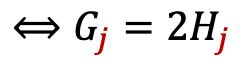 ⟺ G_j = 2H_j